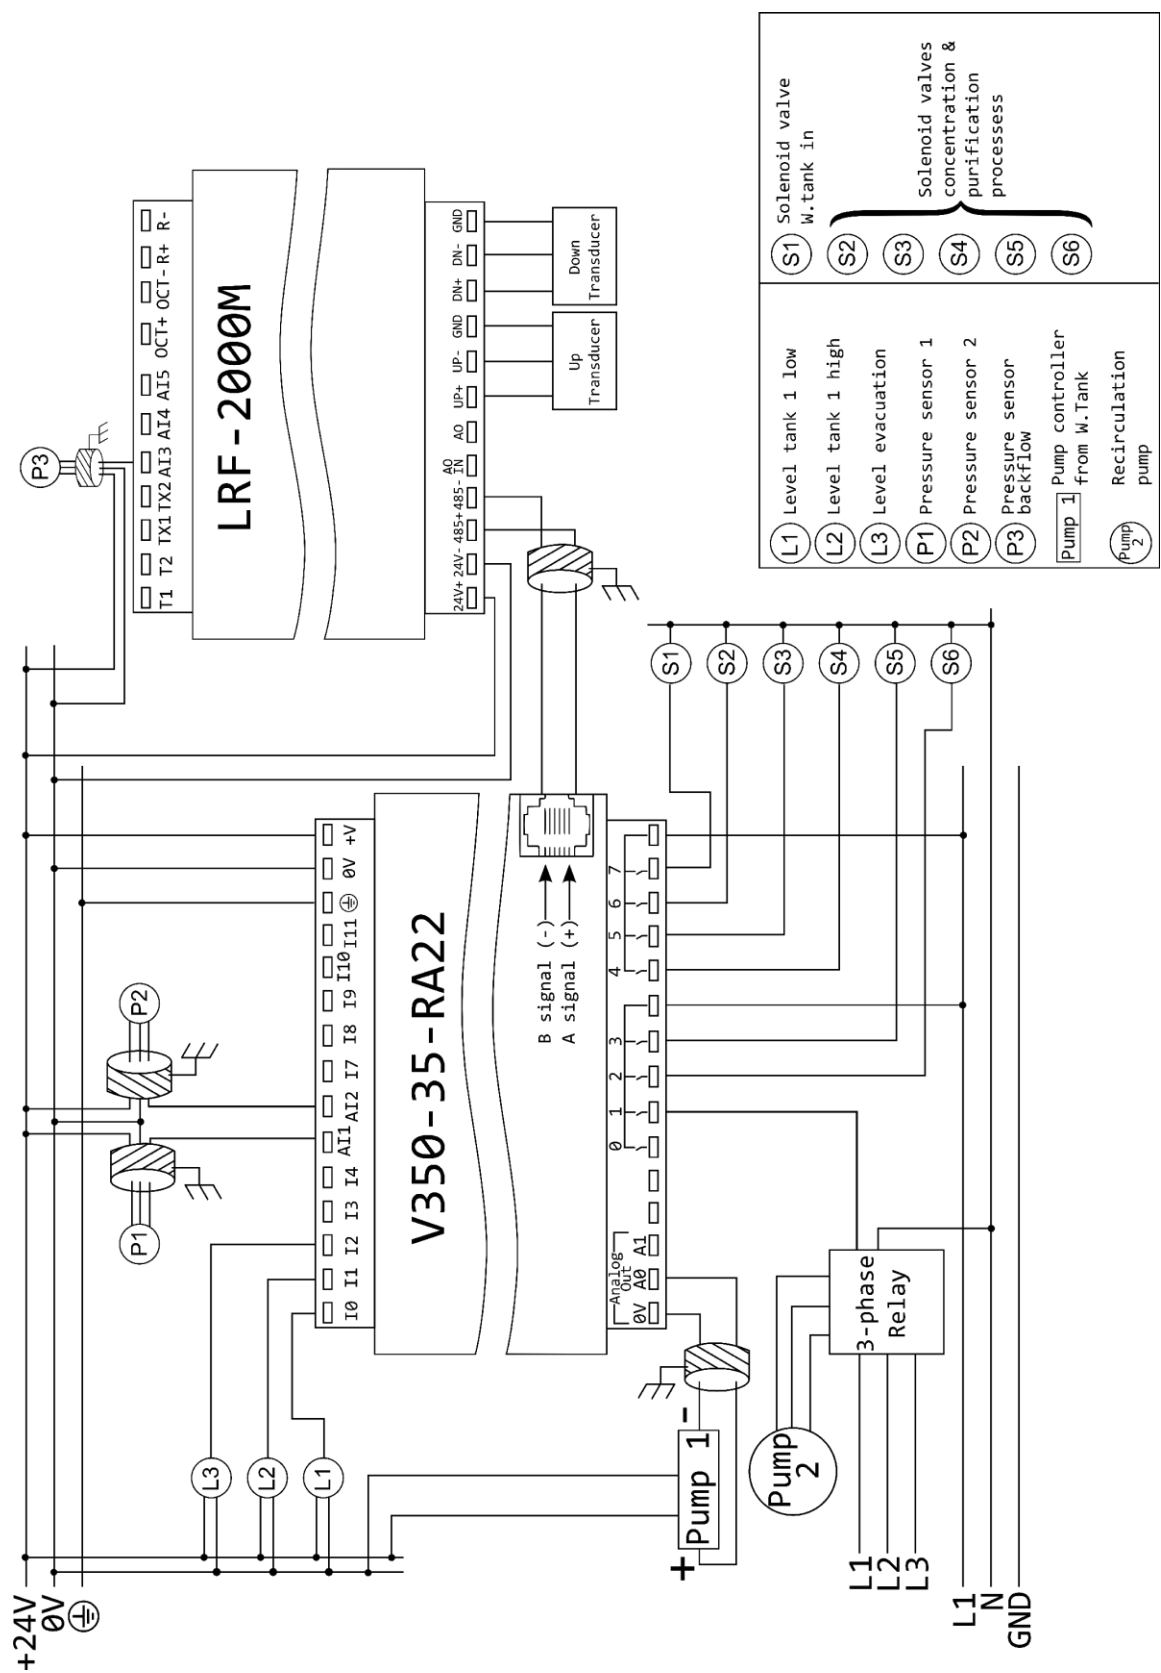 +24V
0V
P3
T1 T2 TX1 TX2 AI3 AI4 AI5 OCT+ OCT- R+ R-
LRF-2000M
24V+ 24V- 485+ 485- AO IN AO UP+ UP- GND DN+ DN- GND
Up
Transducer
Down
Transducer
P1
P2
L3
L2
L1
I0 I1 I2 I3 I4 AI1 AI2 I7 I8 I9 I10 I11 0V +V
V350-35-RA22
B signal (-)
A signal (+)
Analog
Out
0V A0 A1
0 1 2 3 4 5 6 7
S1
S2
S3
S4
S5
S6
+ Pump 1 -
Pump
2
3-phase
Relay
L1
L2
L3
L1
N
GND
L1 Level tank 1 low
L2 Level tank 1 high
L3 Level evacuation
P1 Pressure sensor 1
P2 Pressure sensor 2
P3 Pressure sensor
backflow
Pump 1 Pump controller
from W.Tank
Pump
2
Recirculation
pump
S1 Solenoid valve
W.tank in
S2
S3
S4
S5
S6
Solenoid valves
concentration &
purification
processess